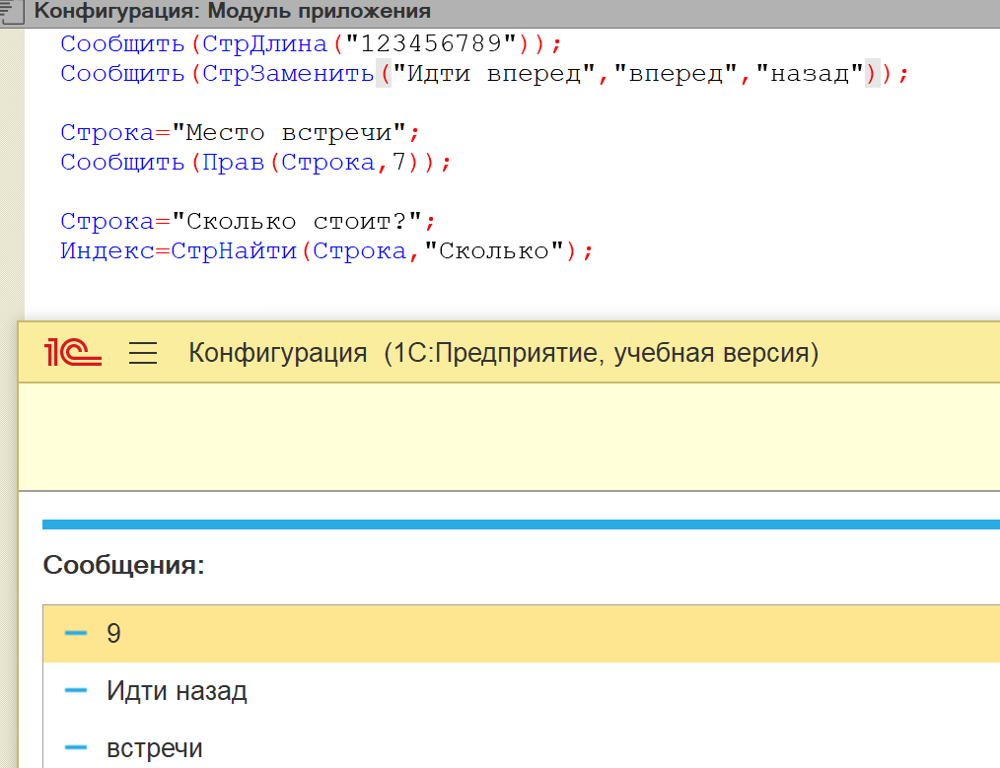 Конфигурация: Модуль приложения
Сообщить(СтрДлина("123456789"));
Сообщить(СтрЗаменить("Идти вперед","вперед","назад"));
Строка="Место встречи";
Сообщить(Прав(Строка,7));
Строка="Сколько стоит?";
Индекс=СтрНайти(Строка,"Сколько");
1С Конфигурация (1С:Предприятие, учебная версия)
Сообщения:
9
Идти назад
встречи